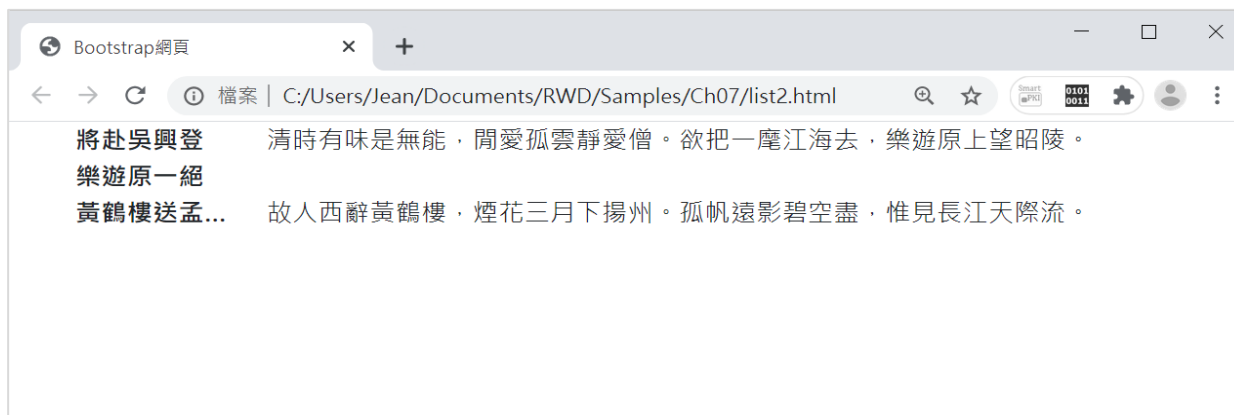 Bootstrap網頁
檔案 | C:/Users/Jean/Documents/RWD/Samples/Ch07/list2.html
Smart
PKI
0101
0011
將赴吳興登 清時有味是無能，閒愛孤雲靜愛僧。欲把一麾江海去，樂遊原上望昭陵。
樂遊原一絕
黃鶴樓送孟... 故人西辭黃鶴樓，煙花三月下揚州。孤帆遠影碧空盡，惟見長江天際流。